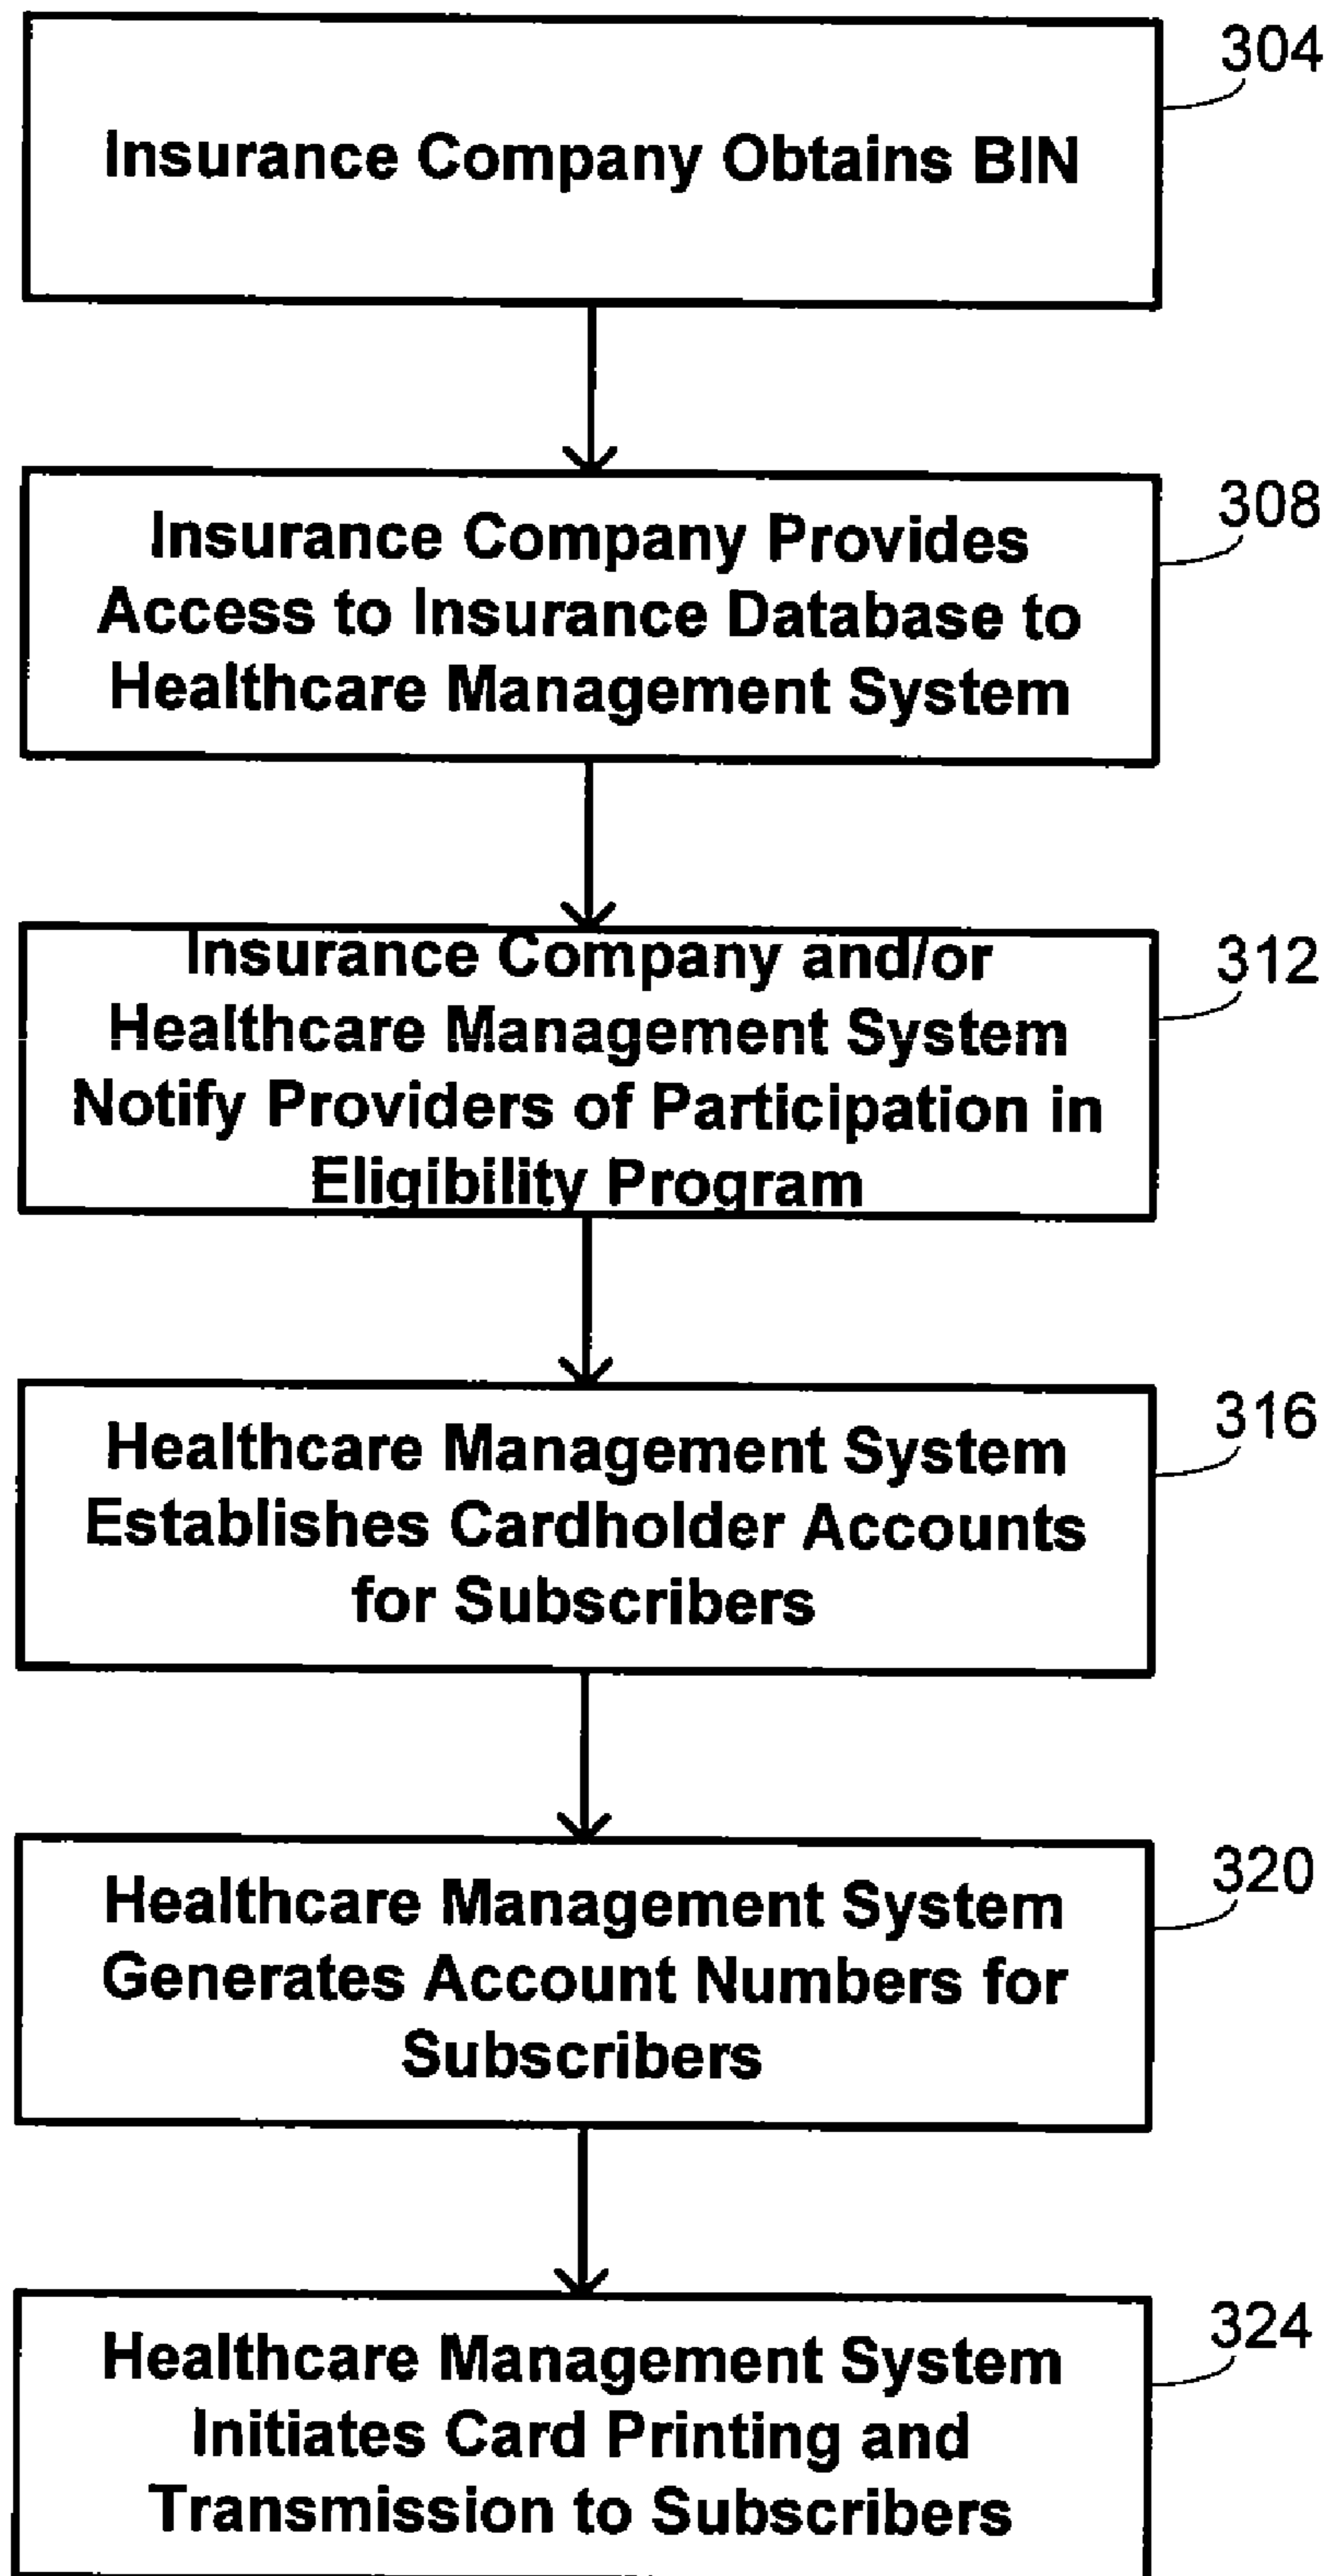 304
Insurance Company Obtains BIN
308
Insurance Company Provides
Access to Insurance Database to
Healthcare Management System
312
Insurance Company and/or
Healthcare Management System
Notify Providers of Participation in
Eligibility Program
316
Healthcare Management System
Establishes Cardholder Accounts
for Subscribers
320
Healthcare Management System
Generates Account Numbers for
Subscribers
324
Healthcare Management System
Initiates Card Printing and
Transmission to Subscribers